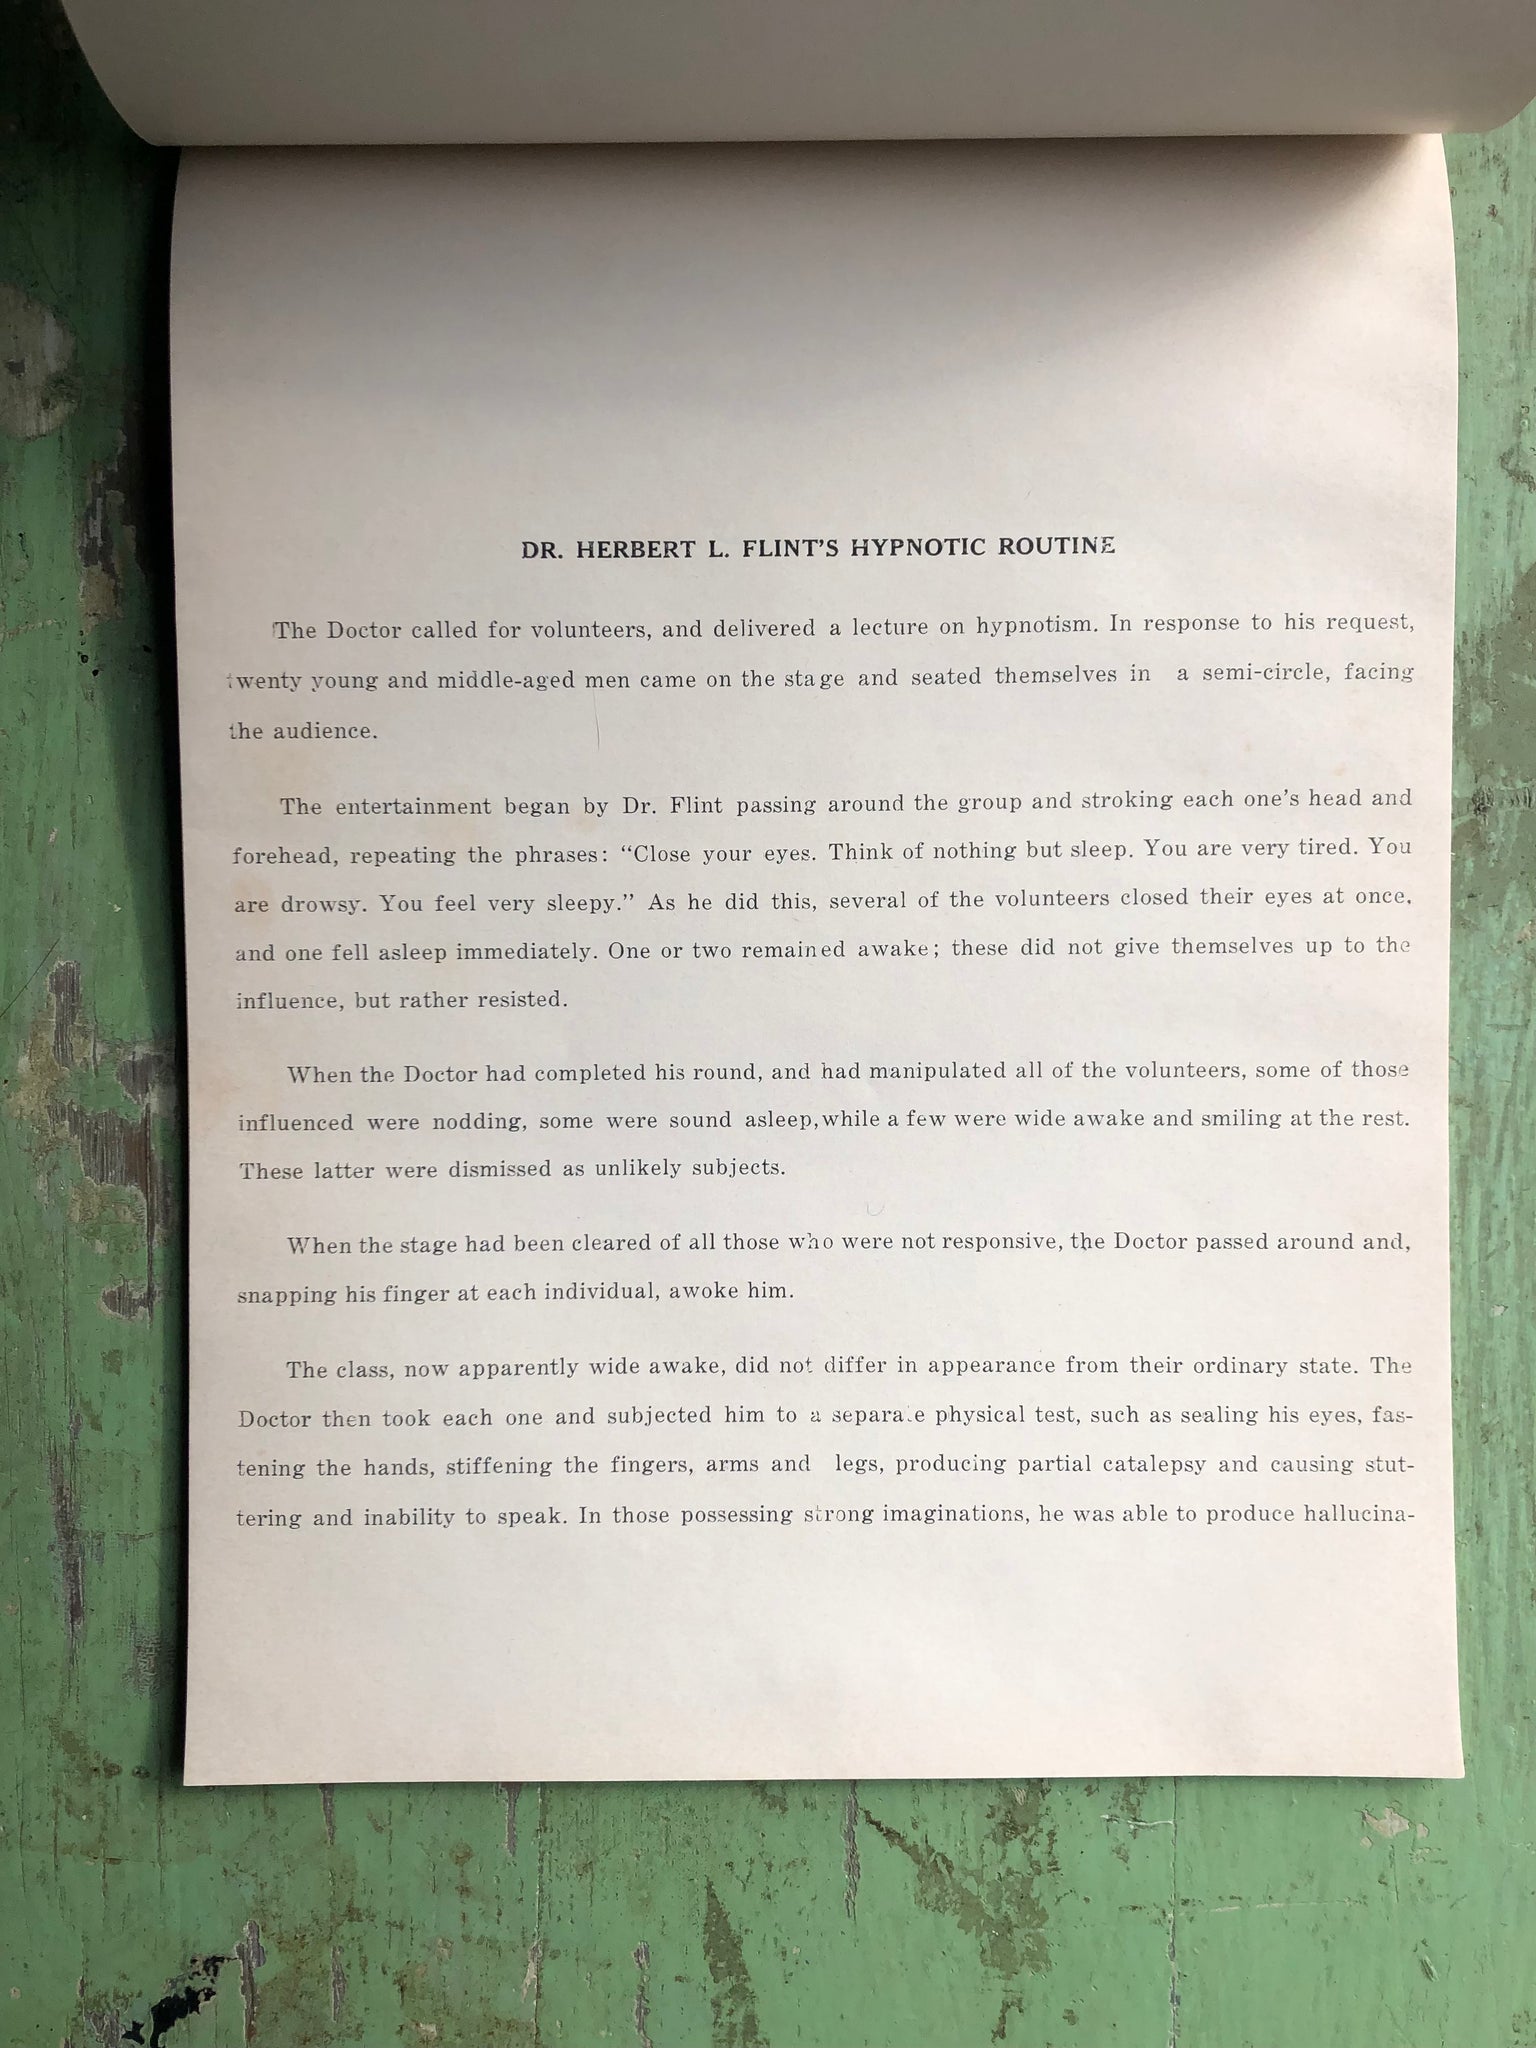 DR. HERBERT L. FLINT'S HYPNOTIC ROUTINE
The Doctor called for volunteers, and delivered a lecture on hypnotism. In response to his request,
twenty young and middle-aged men came on the stage and seated themselves in a semi-circle, facing
the audience.
The entertainment began by Dr. Flint passing around the group and stroking each one's head and
forehead, repeating the phrases: “Close your eyes. Think of nothing but sleep. You are very tired. You
are drowsy. You feel very sleepy.” As he did this, several of the volunteers closed their eyes at once,
and one fell asleep immediately. One or two remained awake; these did not give themselves up to the
influence, but rather resisted.
When the Doctor had completed his round, and had manipulated all of the volunteers, some of those
influenced were nodding, some were sound asleep, while a few were wide awake and smiling at the rest.
These latter were dismissed as unlikely subjects.
When the stage had been cleared of all those who were not responsive, the Doctor passed around and,
snapping his finger at each individual, awoke him.
The class, now apparently wide awake, did not differ in appearance from their ordinary state. The
Doctor then took each one and subjected him to a separate physical test, such as sealing his eyes, fas-
tening the hands, stiffening the fingers, arms and legs, producing partial catalepsy and causing stut-
tering and inability to speak. In those possessing strong imaginations, he was able to produce hallucina-